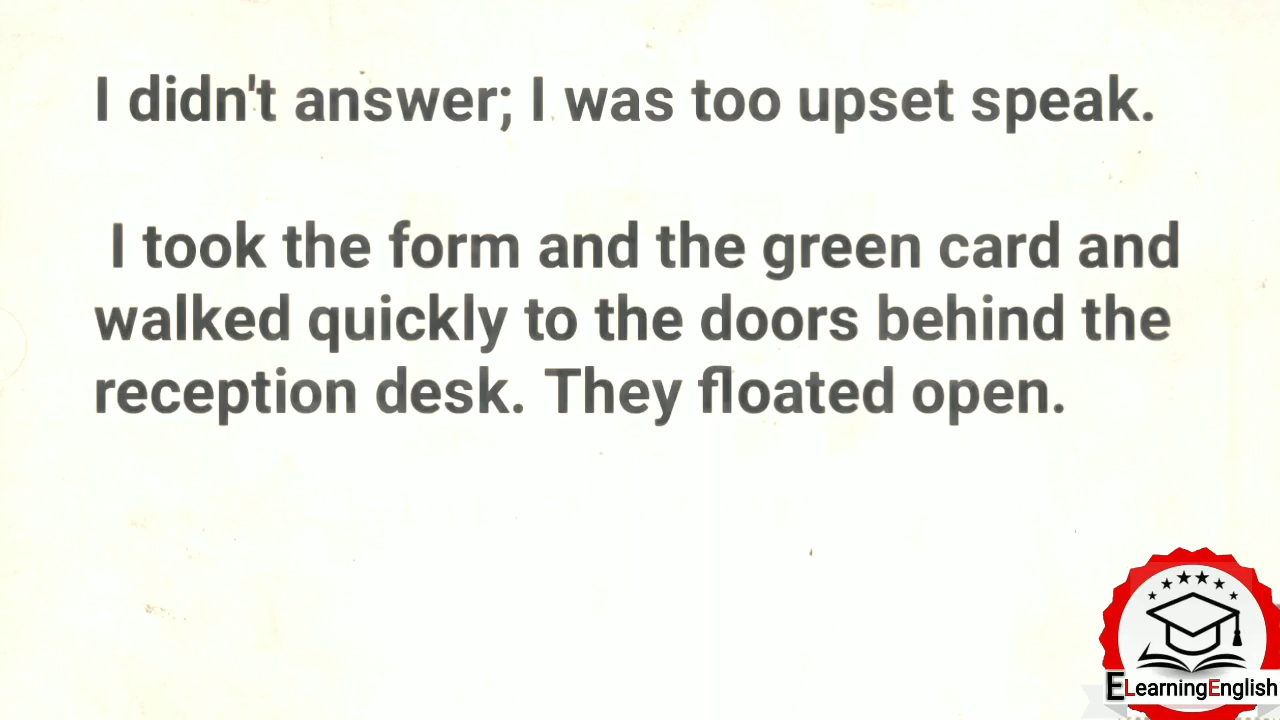 I didn't answer; I was too upset speak.
I took the form and the green card and
walked quickly to the doors behind the
reception desk. They floated open.
ELearningEnglish